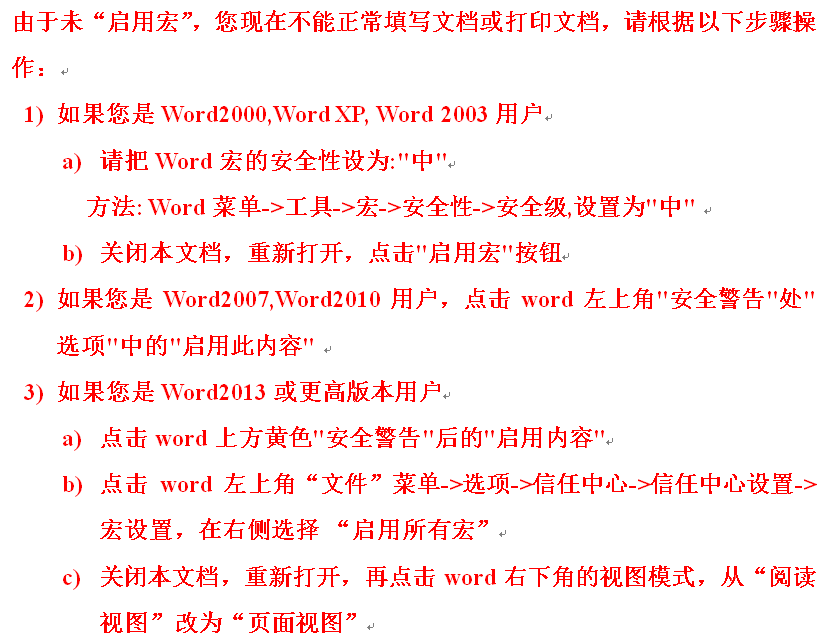 由于未“启用宏”，您现在不能正常填写文档或打印文档，请根据以下步骤操
作：
1) 如果您是 Word2000,Word XP, Word 2003 用户
a) 请把 Word 宏的安全性设为:"中"
方法: Word 菜单->工具->宏->安全性->安全级,设置为"中"
b) 关闭本文档，重新打开，点击"启用宏"按钮
2) 如果您是 Word2007,Word2010 用户，点击 word 左上角"安全警告"处"
选项"中的"启用此内容"
3) 如果您是 Word2013 或更高版本用户
a) 点击 word 上方黄色"安全警告"后的"启用内容"
b) 点击 word 左上角“文件”菜单->选项->信任中心->信任中心设置->
宏设置，在右侧选择 “启用所有宏”
c) 关闭本文档，重新打开，再点击 word 右下角的视图模式，从“阅读
视图”改为“页面视图”